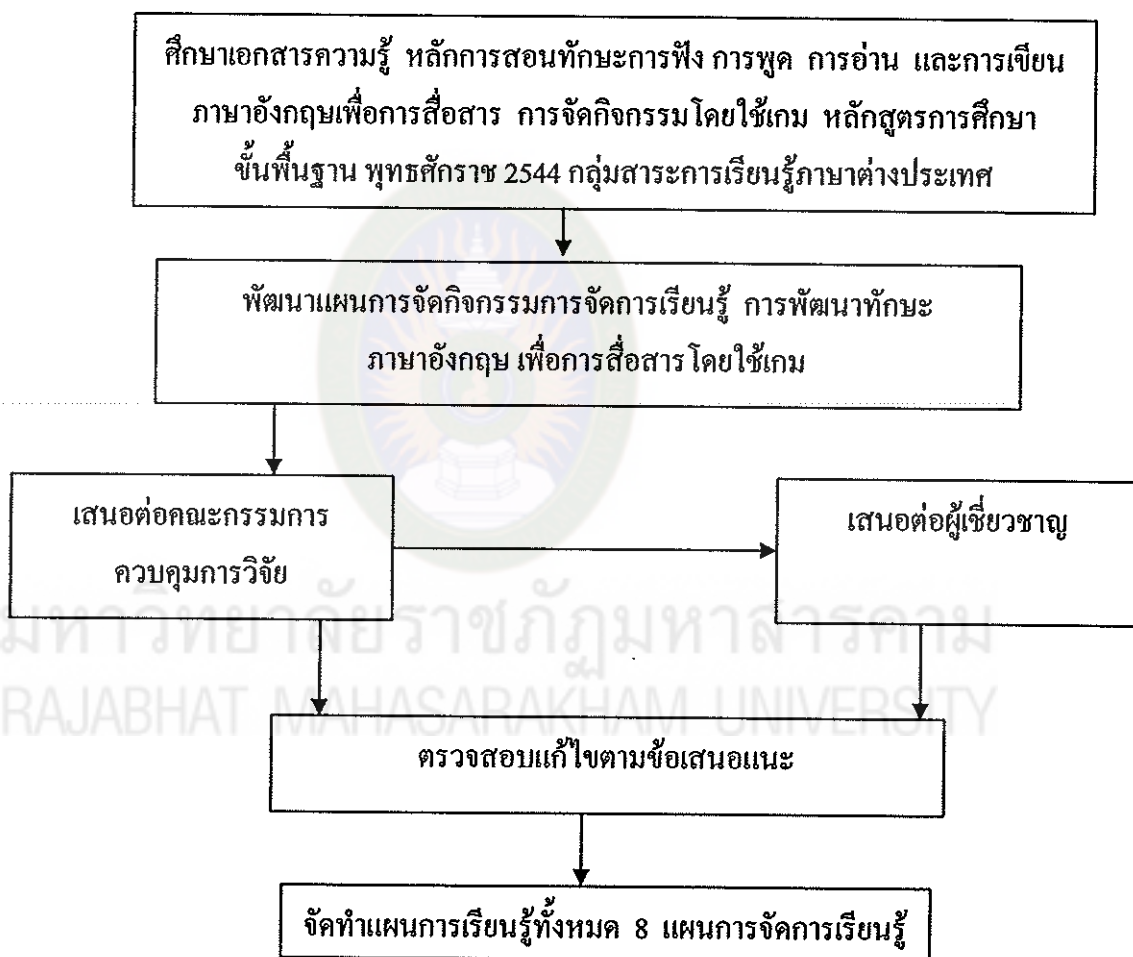 ศึกษาเอกสารความรู้ หลักการสอนทักษะการฟัง การพูด การอ่าน และการเขียน
ภาษาอังกฤษเพื่อการสื่อสาร การจัดกิจกรรมโดยใช้เกม หลักสูตรการศึกษา
ขั้นพื้นฐาน พุทธศักราช 2544 กลุ่มสาระการเรียนรู้ภาษาต่างประเทศ
พัฒนาแผนการจัดกิจกรรมการจัดการเรียนรู้ การพัฒนาทักษะ
ภาษาอังกฤษ เพื่อการสื่อสาร โดยใช้เกม
เสนอต่อคณะกรรมการ
ควบคุมการวิจัย
เสนอต่อผู้เชี่ยวชาญ
มหาวิทยาลัยราชภัฏมหาสารคาม
RAJABHAT MAHASARAKHAM UNIVERSITY
ตรวจสอบแก้ไขตามข้อเสนอแนะ
จัดทำแผนการเรียนรู้ทั้งหมด 8 แผนการจัดการเรียนรู้